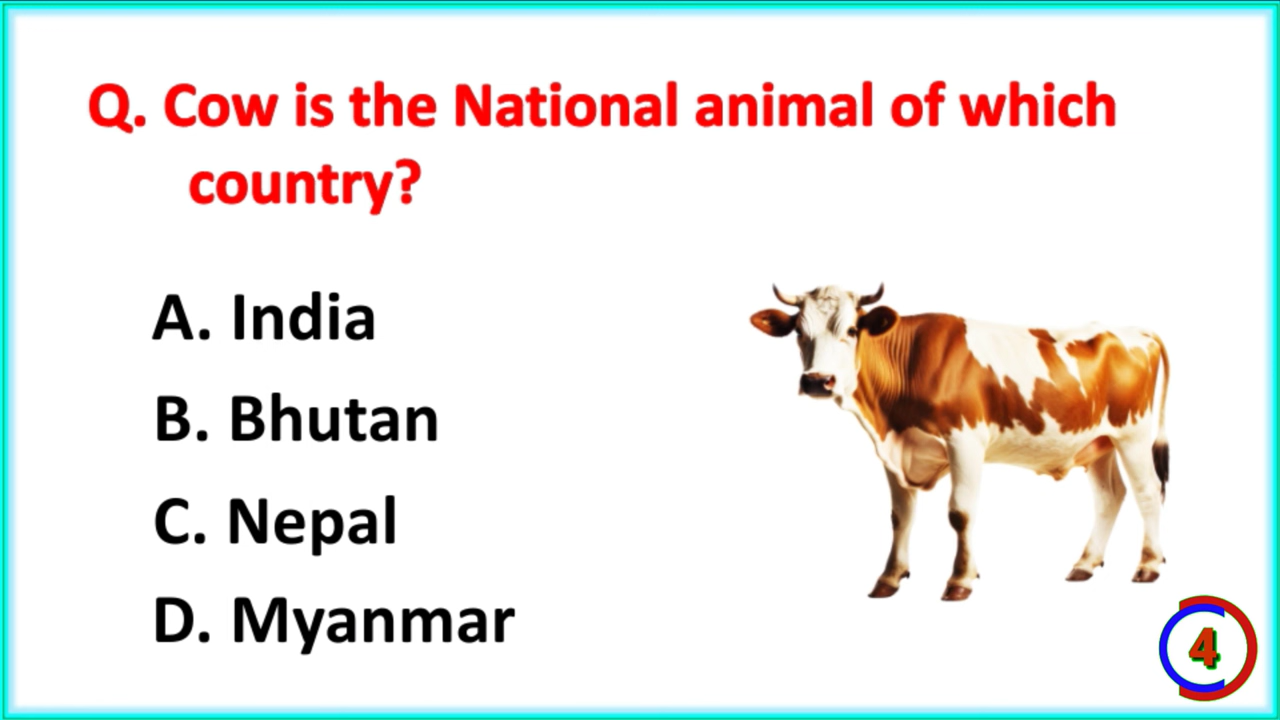 Q. Cow is the National animal of which
country?
A. India
B. Bhutan
C. Nepal
D. Myanmar
4